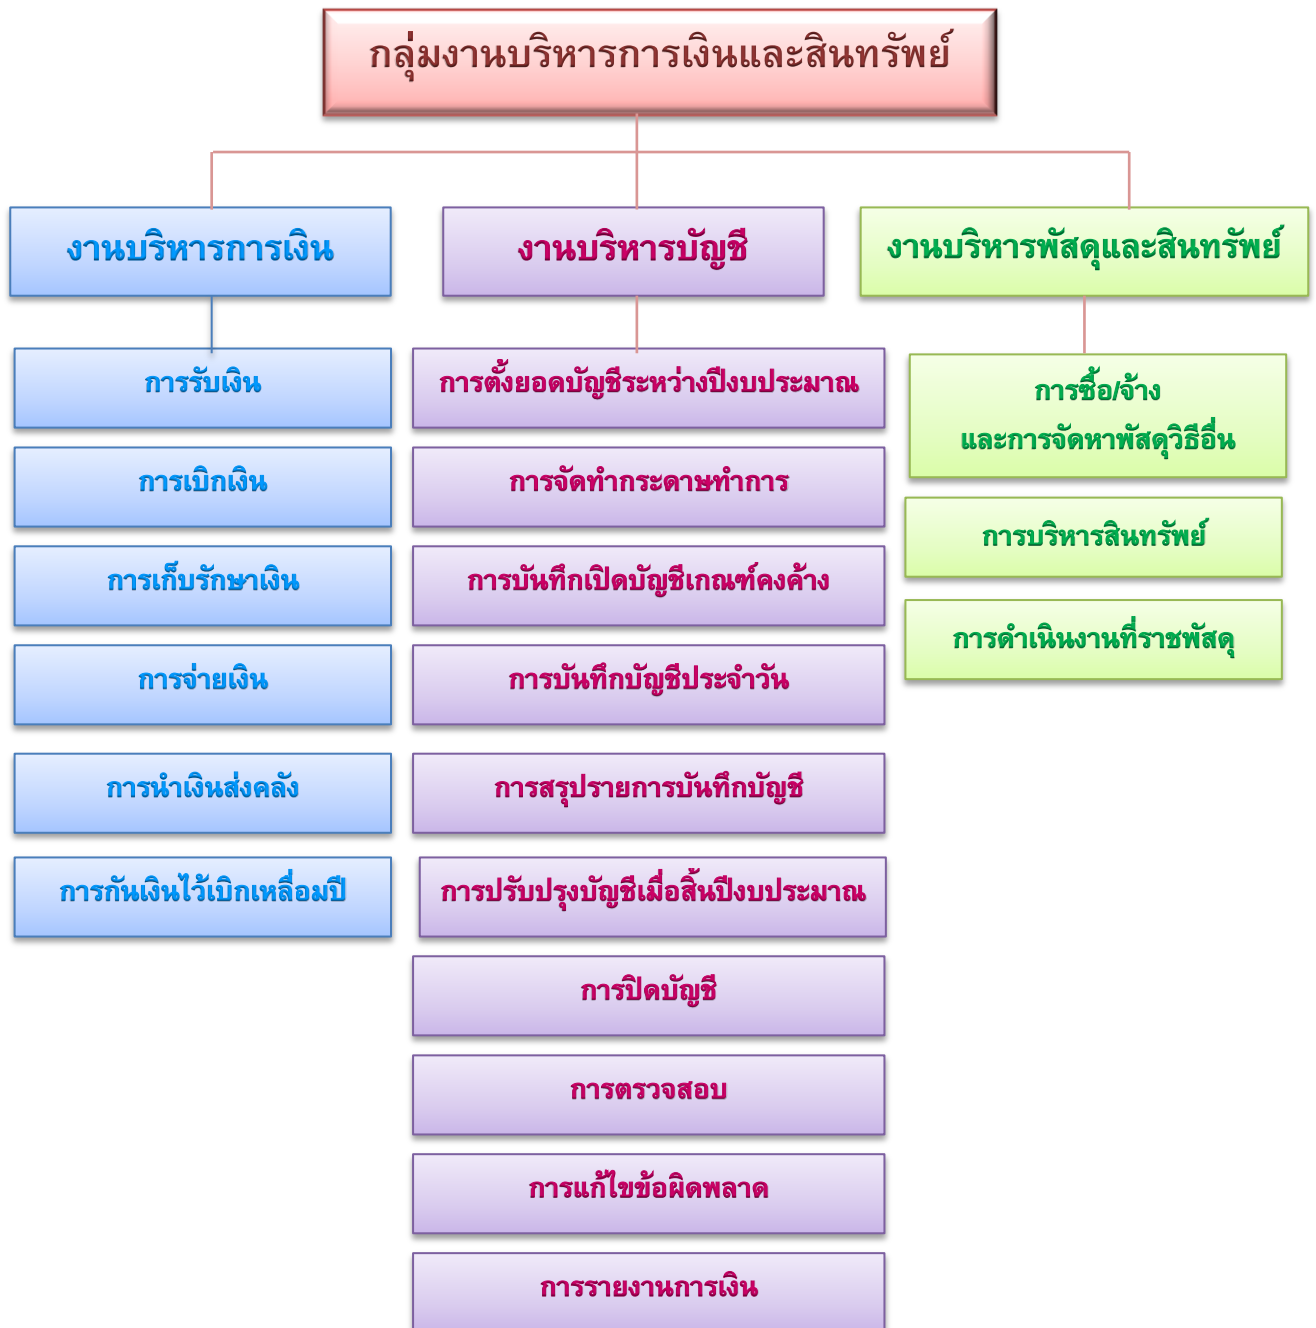 กลุ่มงานบริหารการเงินและสินทรัพย์
งานบริหารการเงิน
งานบริหารบัญชี
งานบริหารพัสดุและสินทรัพย์
การรับเงิน
การเบิกเงิน
การเก็บรักษาเงิน
การจ่ายเงิน
การนำเงินส่งคลัง
การกันเงินไว้เบิกเหลื่อมปี
การตั้งยอดบัญชีระหว่างปีงบประมาณ
การจัดทำกระดาษทำการ
การบันทึกเปิดบัญชีเกณฑ์คงค้าง
การบันทึกบัญชีประจำวัน
การสรุปรายการบันทึกบัญชี
การปรับปรุงบัญชีเมื่อสิ้นปีงบประมาณ
การปิดบัญชี
การตรวจสอบ
การแก้ไขข้อผิดพลาด
การรายงานการเงิน
การซื้อ/จ้าง
และการจัดหาพัสดุวิธีอื่น
การบริหารสินทรัพย์
การดำเนินงานที่ราชพัสดุ